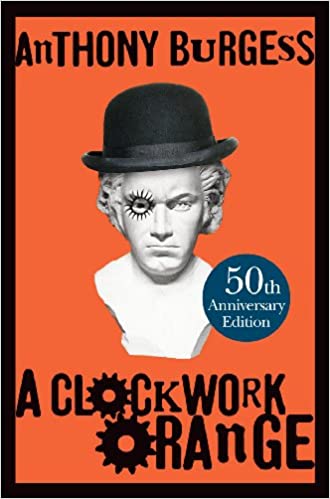 AnTHONY BURGESS
50th
Anniversary
Edition
A CLOCKWORK
ORAnGE